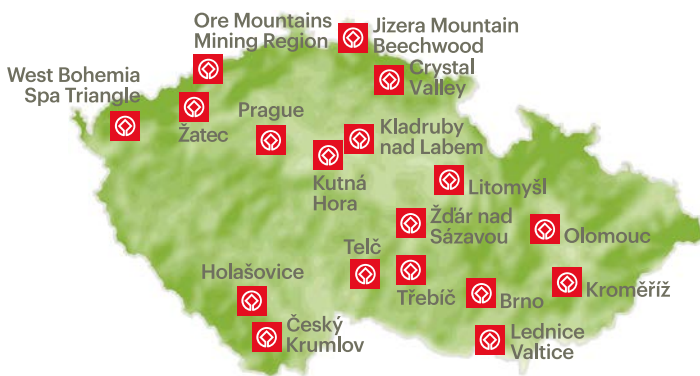 Ore Mountains
Mining Region
Jizera Mountain
Beechwood
Crystal
Valley
West Bohemia
Spa Triangle
Žatec
Prague
Kladruby
nad Labem
Kutná
Hora
Litomyšl
Žďár nad
Sázavou
Olomouc
Telč
Třebíč
Holašovice
Brno
Kroměříž
Český
Krumlov
Lednice
Valtice